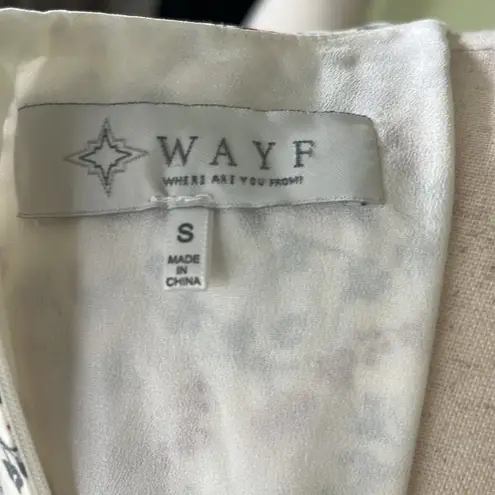 WAYF
WHERE ARE YOU FROM?
S
MADE
IN
CHINA